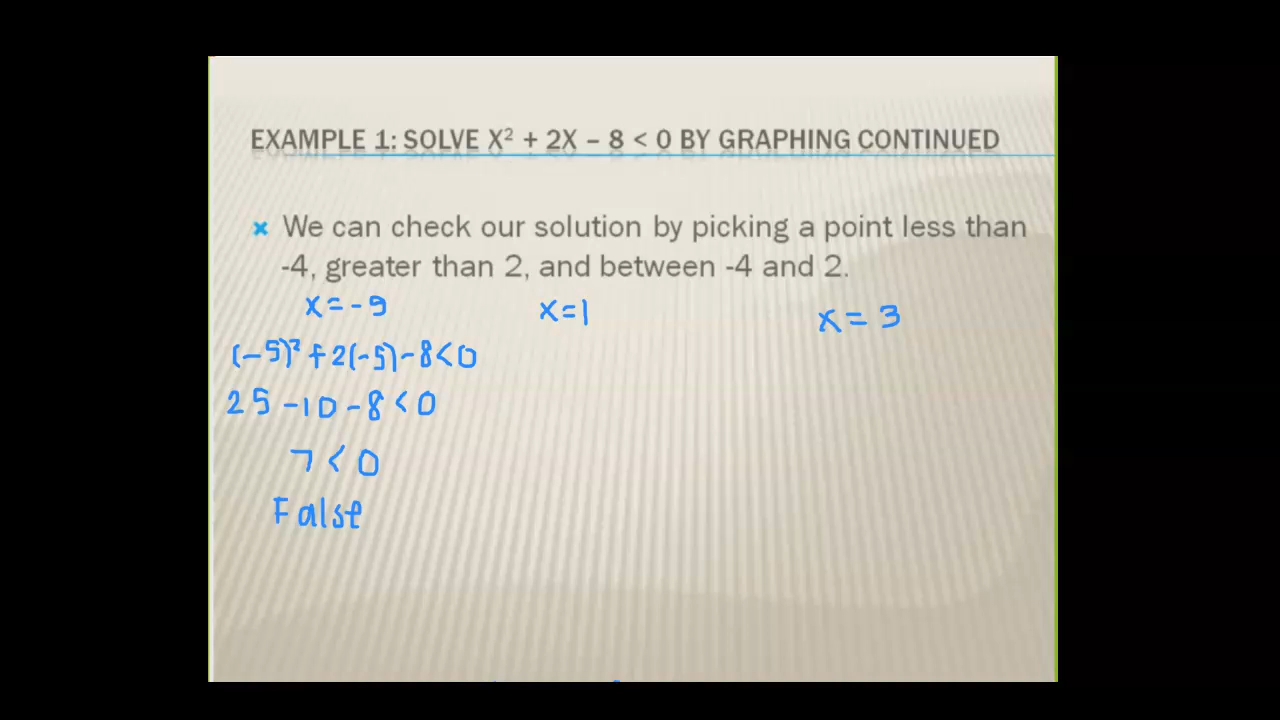 EXAMPLE 1: SOLVE X² + 2X – 8 < 0 BY GRAPHING CONTINUED
We can check our solution by picking a point less than
-4, greater than 2, and between -4 and 2.
x = -5 x=1 x = 3
(-5)² + 2(-5) - 8 < 0
25 - 10 - 8 < 0
7 < 0
False